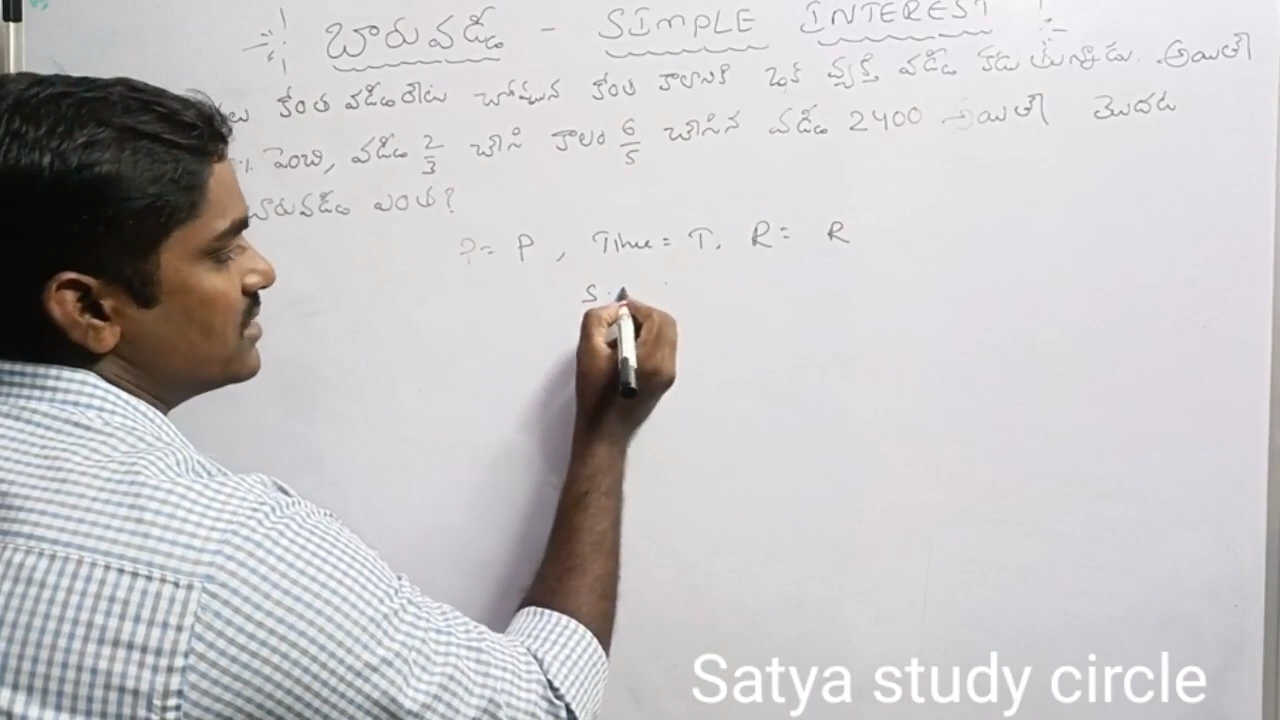 బారువడ్డీ - SIMPLE INTEREST
కొంత వడ్డీరేటు చొప్పున కొంత కాలానికి ఒక వ్యక్తి వడ్డీ కడుతున్నాడు. అయితే
% పెంచి, వడ్డీ 2/3 చేసి కాలం 6/5 చేసిన వడ్డీ 2400 అయితే మొదట
బారువడ్డీ ఎంత?
P = P , Time = T. R = R
S.
Satya study circle